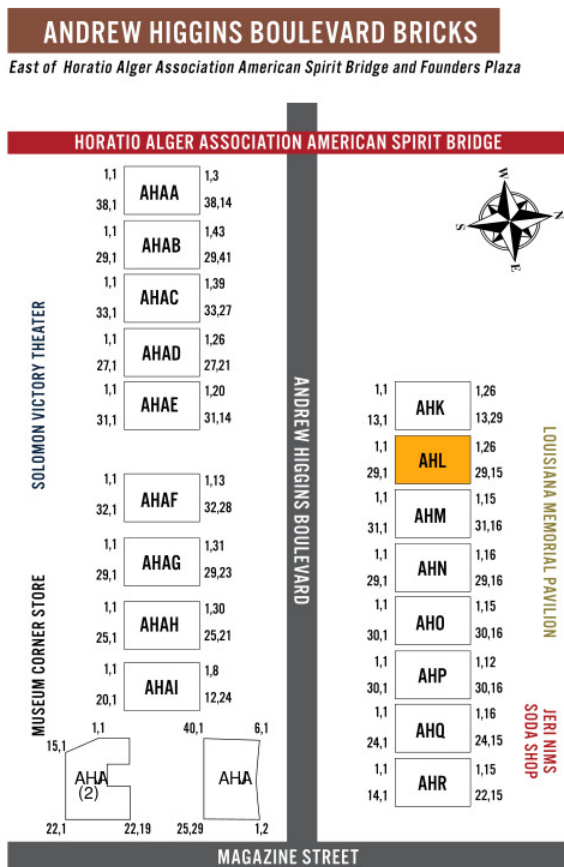 ANDREW HIGGINS BOULEVARD BRICKS
East of Horatio Alger Association American Spirit Bridge and Founders Plaza
HORATIO ALGER ASSOCIATION AMERICAN SPIRIT BRIDGE
W
N
S
E
1,1 AHAA 1,3
38,1 38,14
1,1 AHAB 1,43
29,1 29,41
1,1 AHAC 1,39
33,1 33,27
1,1 AHAD 1,26
27,1 27,21
1,1 AHAE 1,20
31,1 31,14
1,1 AHAF 1,13
32,1 32,28
1,1 AHAG 1,31
29,1 29,23
1,1 AHAH 1,30
25,1 25,21
1,1 AHAI 1,8
20,1 12,24
1,1
15,1
AHA
(2)
22,1 22,19
40,1 6,1
AHA
25,29 1,2
SOLOMON VICTORY THEATER
MUSEUM CORNER STORE
ANDREW HIGGINS BOULEVARD
1,1 AHK 1,26
13,1 13,29
1,1 AHL 1,26
29,1 29,15
1,1 AHM 1,15
31,1 31,16
1,1 AHN 1,16
29,1 29,16
1,1 AHO 1,15
30,1 30,16
1,1 AHP 1,12
30,1 30,16
1,1 AHQ 1,16
24,1 24,15
1,1 AHR 1,15
14,1 22,15
LOUISIANA MEMORIAL PAVILION
JERI NIMS
SODA SHOP
MAGAZINE STREET